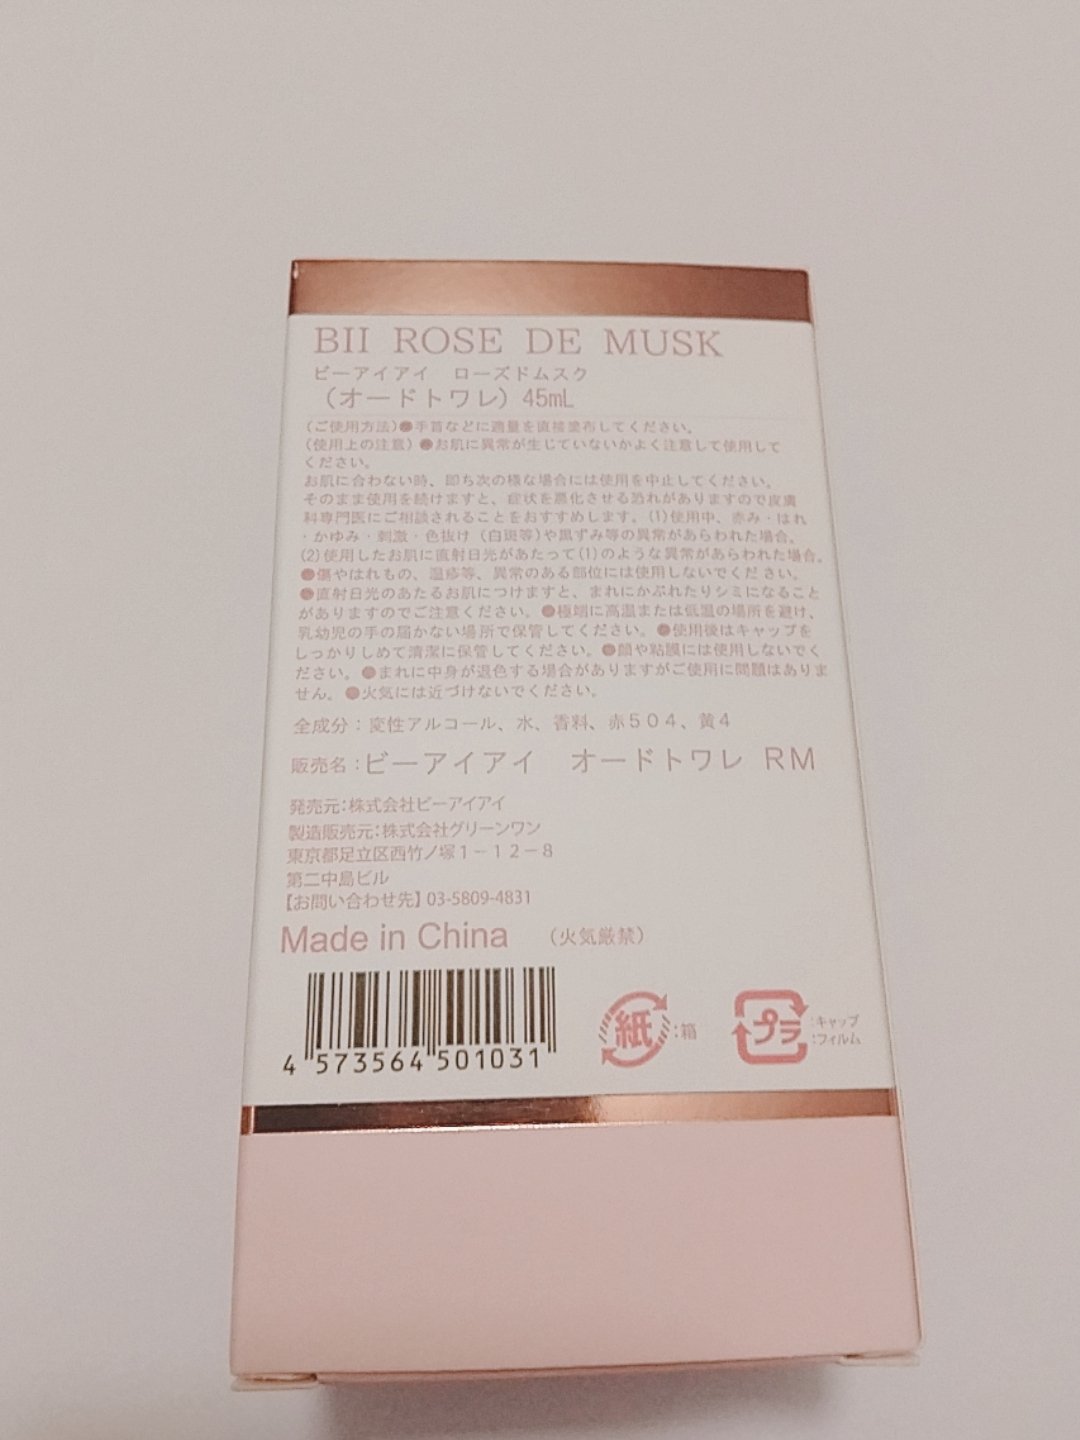 BII ROSE DE MUSK
ビーアイアイ ローズドムスク
(オードトワレ) 45mL
(ご使用方法)●手首などに適量を直接塗布してください。
(使用上の注意)●お肌に異常が生じていないかよく注意して使用して
ください。
お肌に合わない時、即ち次の様な場合には使用を中止してください。
そのまま使用を続けますと、症状を悪化させる恐れがありますので皮膚
科専門医にご相談されることをおすすめします。(1)使用中、赤み・はれ
・かゆみ・刺激・色抜け(白斑等)や黒ずみ等の異常があらわれた場合。
(2)使用したお肌に直射日光があたって(1)のような異常があらわれた場合。
●傷やはれもの、湿疹等、異常のある部位には使用しないでください。
●直射日光のあたるお肌につけますと、まれにかぶれたりシミになること
がありますのでご注意ください。●極端に高温または低温の場所を避け、
乳幼児の手の届かない場所で保管してください。●使用後はキャップを
しっかりしめて清潔に保管してください。●顔や粘膜には使用しないでく
ださい。●まれに中身が退色する場合がありますがご使用に問題はありま
せん。●火気には近づけないでください。
全成分：変性アルコール、水、香料、赤504、黄4
販売名：ビーアイアイ オードトワレ RM
発売元：株式会社ビーアイアイ
製造販売元：株式会社グリーンワン
東京都足立区西竹ノ塚1-12-8
第二中島ビル
【お問い合わせ先】03-5809-4831
Made in China (火気厳禁)
4 573564 501031
紙：箱
プラ：キャップ
：フィルム